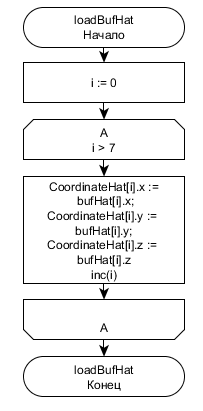 loadBufHat
Начало
i := 0
A
i > 7
CoordinateHat[i].x :=
bufHat[i].x;
CoordinateHat[i].y :=
bufHat[i].y;
CoordinateHat[i].z :=
bufHat[i].z
inc(i)
A
loadBufHat
Конец